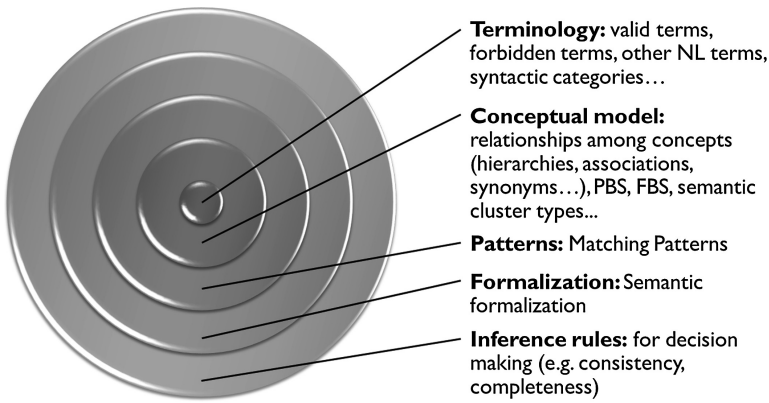 Terminology: valid terms,
forbidden terms, other NL terms,
syntactic categories…
Conceptual model:
relationships among concepts
(hierarchies, associations,
synonyms…), PBS, FBS, semantic
cluster types...
Patterns: Matching Patterns
Formalization: Semantic
formalization
Inference rules: for decision
making (e.g. consistency,
completeness)